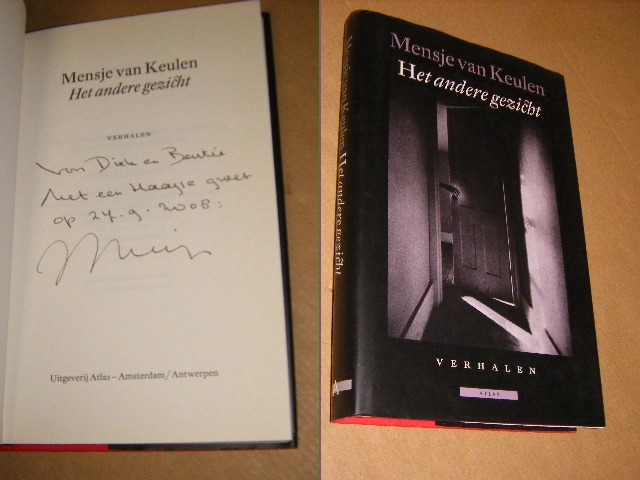 Mensje van Keulen
Het andere gezicht
VERHALEN
voor Dick en
Met een Haagse groet
op 24.9.2008:
Uitgeverij Atlas – Amsterdam / Antwerpen
Mensje van Keulen Het andere gezicht
A
Mensje van Keulen
Het andere gezicht
VERHALEN
ATLAS